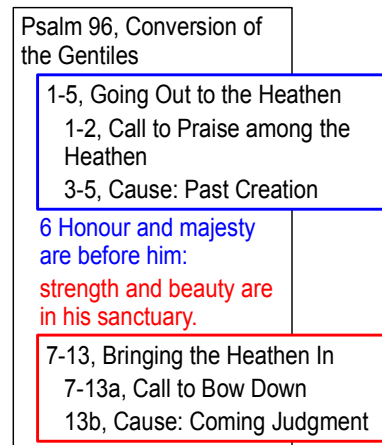 Psalm 96, Conversion of
the Gentiles
1-5, Going Out to the Heathen
1-2, Call to Praise among the
Heathen
3-5, Cause: Past Creation
6 Honour and majesty
are before him:
strength and beauty are
in his sanctuary.
7-13, Bringing the Heathen In
7-13a, Call to Bow Down
13b, Cause: Coming Judgment